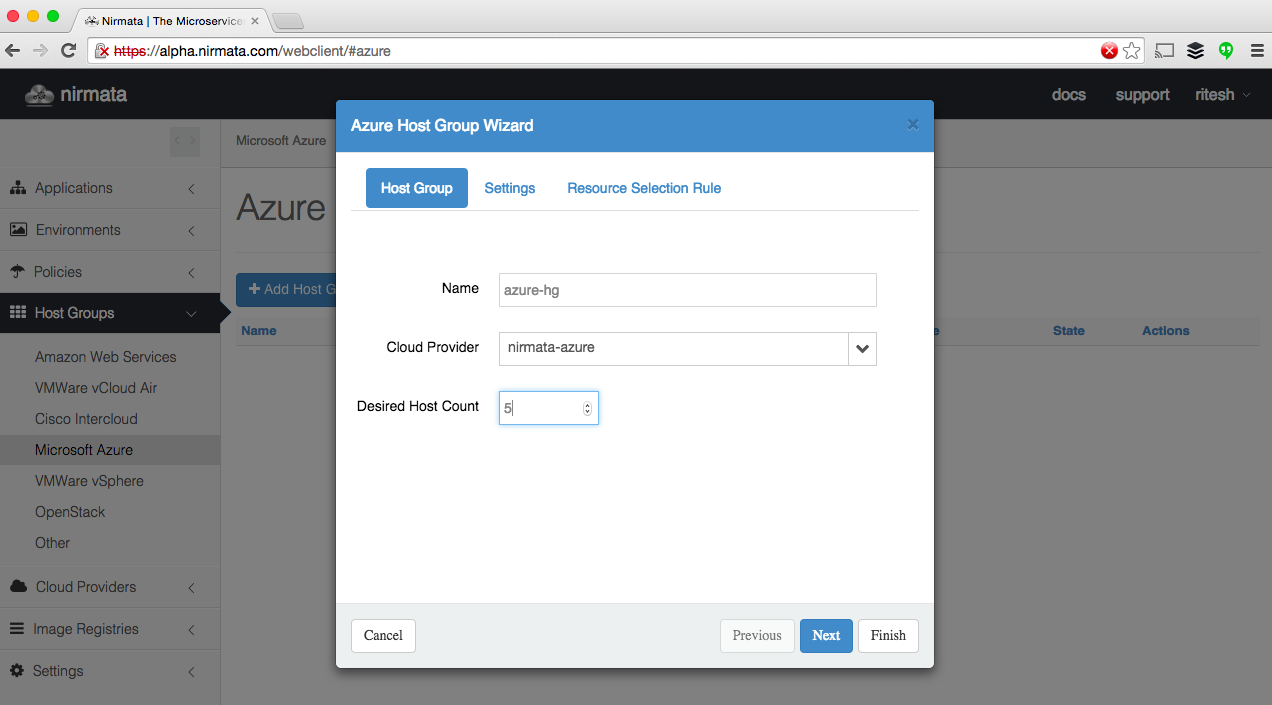 Nirmata | The Microservice
https://alpha.nirmata.com/webclient/#azure
nirmata
docs support ritesh
Microsoft Azure
Applications
Environments
Policies
Host Groups
Amazon Web Services
VMWare vCloud Air
Cisco Intercloud
Microsoft Azure
VMWare vSphere
OpenStack
Other
Cloud Providers
Image Registries
Settings
Azure
+ Add Host G
Name e State Actions
Azure Host Group Wizard ×
Host Group Settings Resource Selection Rule
Name azure-hg
Cloud Provider nirmata-azure
Desired Host Count 5
Cancel Previous Next Finish